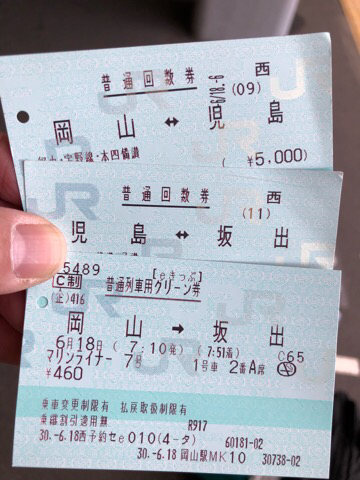 普通回数券
西
(09)
岡山 ↔ 児島
(¥5,000)
普通回数券
西
(11)
児島 ↔ 坂出
5489
[eきっぷ]
C制
普通列車用グリーン券
416
岡山 → 坂出
6月18日 ( 7:10発) (7:51着) C65
マリンライナー 7号 1号車 2番A席
¥460
乗車変更制限有 払戻取扱制限有
乗継割引適用無 R917
30.-6.18西予約セe010(4-タ) 60181-02
30.-6.18 岡山駅MK10 30738-02